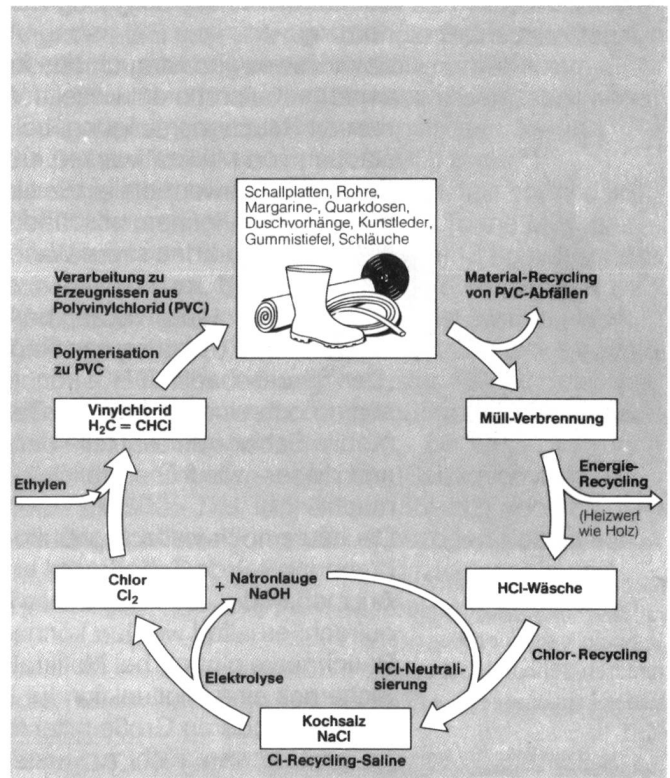 Schallplatten, Rohre,
Margarine-, Quarkdosen,
Duschvorhänge, Kunstleder,
Gummistiefel, Schläuche
Verarbeitung zu
Erzeugnissen aus
Polyvinylchlorid (PVC)
Material-Recycling
von PVC-Abfällen
Polymerisation
zu PVC
Vinylchlorid
H₂C = CHCl
Müll-Verbrennung
Ethylen
Energie-
Recycling
(Heizwert
wie Holz)
Chlor
Cl₂
+ Natronlauge
NaOH
HCl-Wäsche
Chlor-Recycling
Elektrolyse
HCl-Neutrali-
sierung
Kochsalz
NaCl
Cl-Recycling-Saline